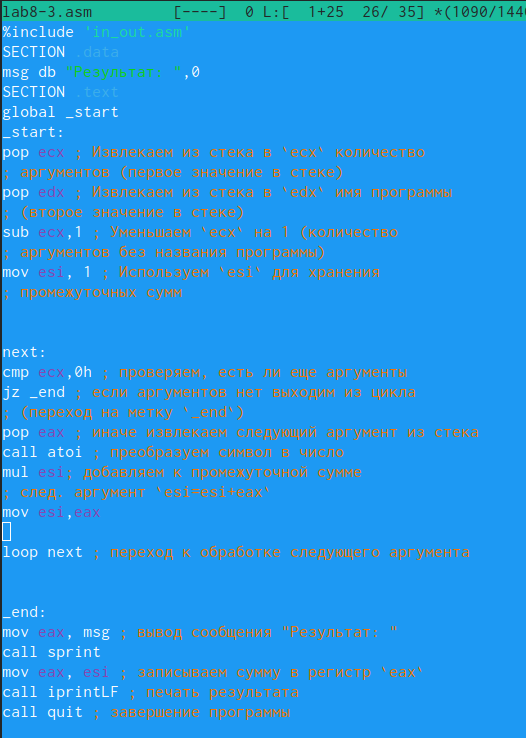 lab8-3.asm [----] 0 L:[ 1+25 26/ 35] *(1090/144
%include 'in_out.asm'
SECTION .data
msg db "Результат: ",0
SECTION .text
global _start
_start:
pop ecx ; Извлекаем из стека в `ecx` количество
; аргументов (первое значение в стеке)
pop edx ; Извлекаем из стека в `edx` имя программы
; (второе значение в стеке)
sub ecx,1 ; Уменьшаем `ecx` на 1 (количество
; аргументов без названия программы)
mov esi, 1 ; Используем `esi` для хранения
; промежуточных сумм
next:
cmp ecx,0h ; проверяем, есть ли еще аргументы
jz _end ; если аргументов нет выходим из цикла
; (переход на метку `_end`)
pop eax ; иначе извлекаем следующий аргумент из стека
call atoi ; преобразуем символ в число
mul esi; добавляем к промежуточной сумме
; след. аргумент `esi=esi+eax`
mov esi,eax
loop next ; переход к обработке следующего аргумента
_end:
mov eax, msg ; вывод сообщения "Результат: "
call sprint
mov eax, esi ; записываем сумму в регистр `eax`
call iprintLF ; печать результата
call quit ; завершение программы